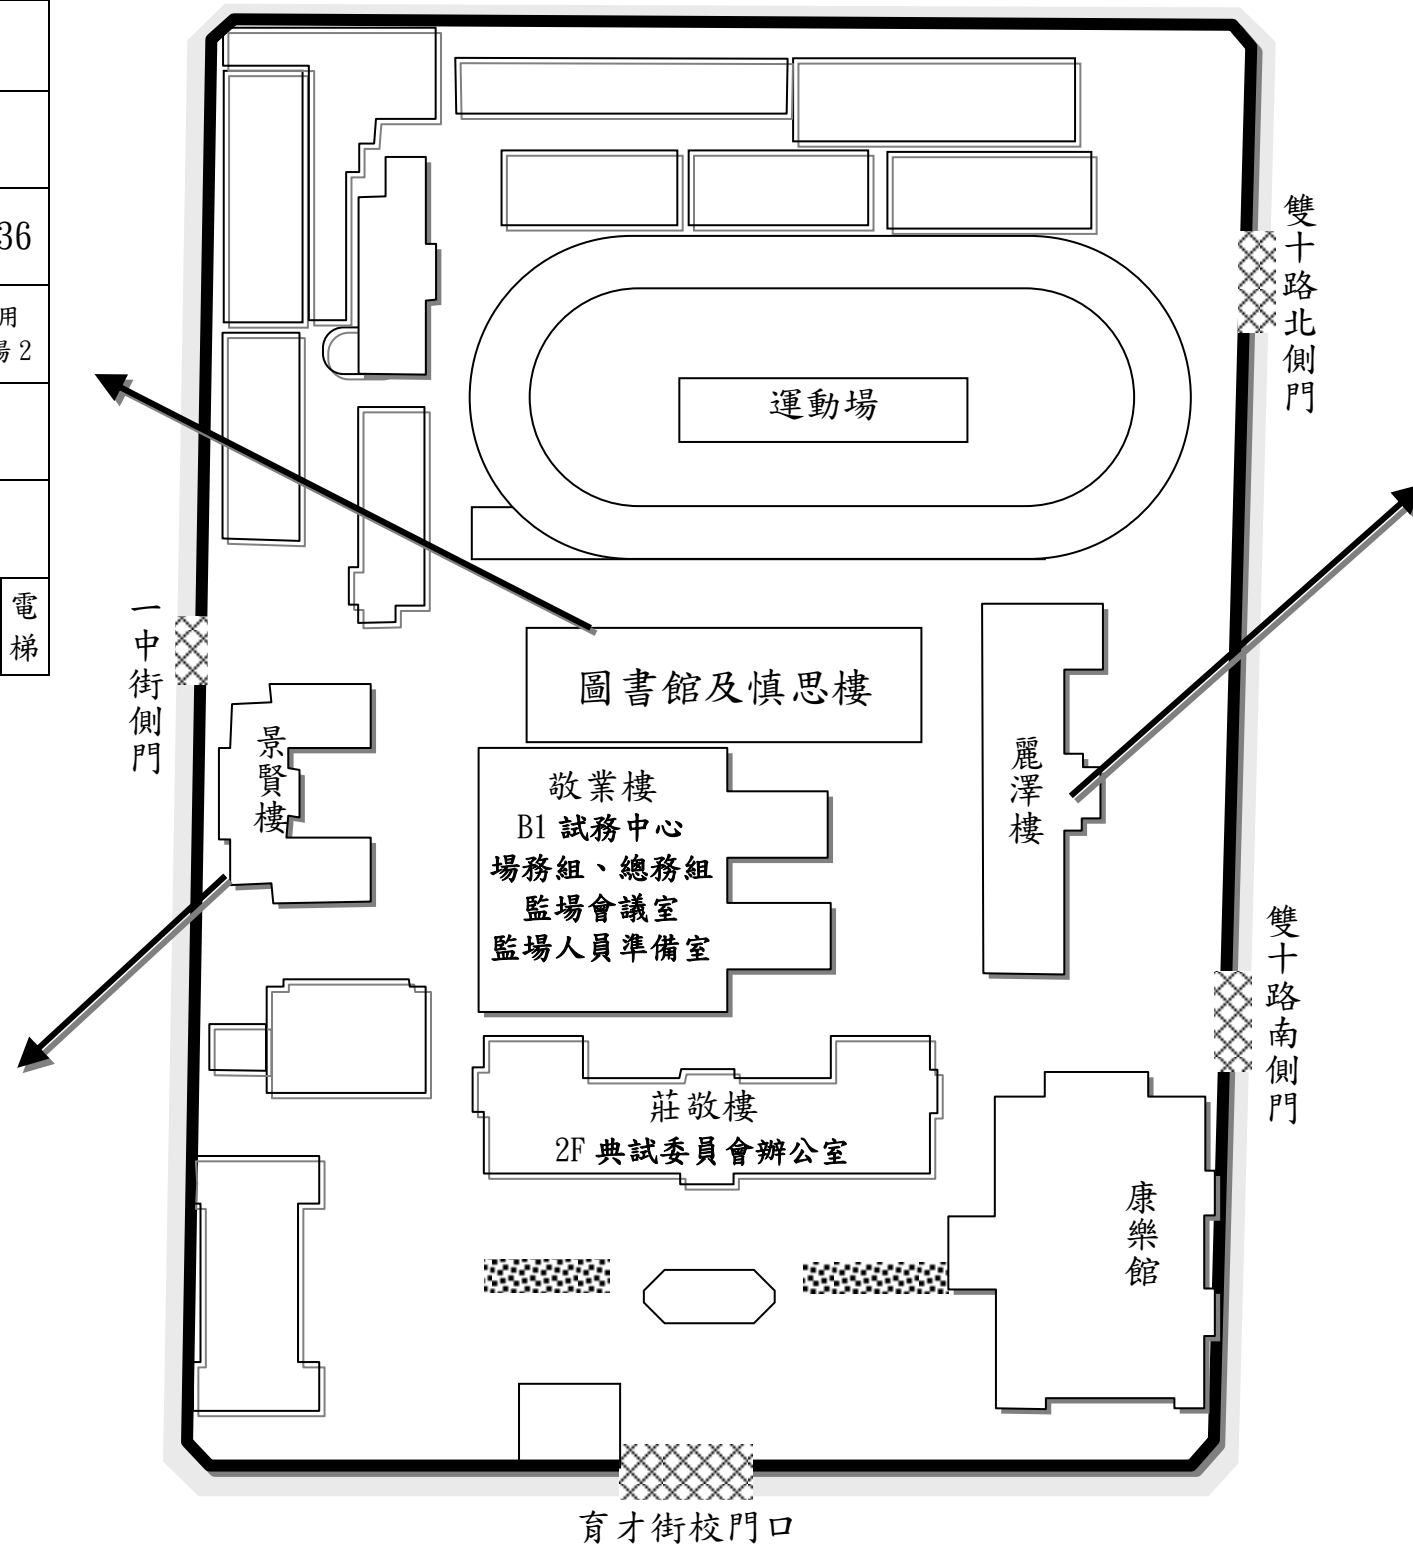 36
用
場 2
電
梯
雙十路北側門
運動場
一中街側門
圖書館及慎思樓
景賢樓
敬業樓
B1 試務中心
場務組、總務組
監場會議室
監場人員準備室
麗澤樓
雙十路南側門
莊敬樓
2F 典試委員會辦公室
康樂館
育才街校門口